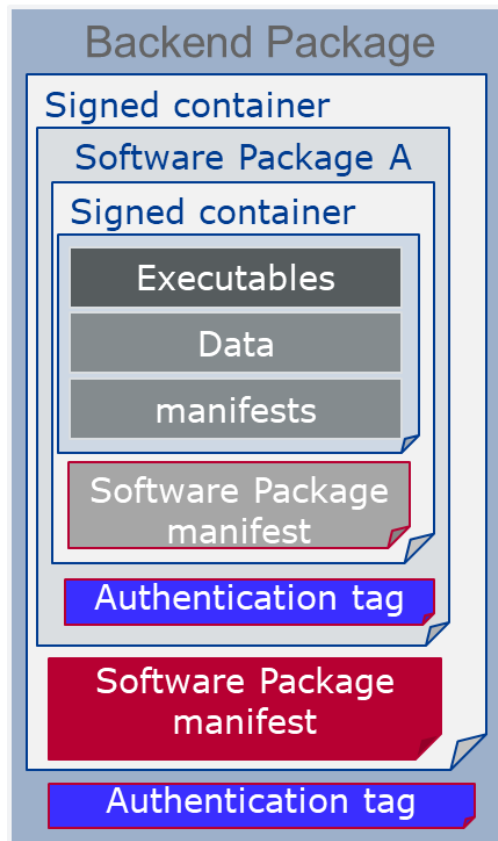 Backend Package
Signed container
Software Package A
Signed container
Executables
Data
manifests
Software Package
manifest
Authentication tag
Software Package
manifest
Authentication tag